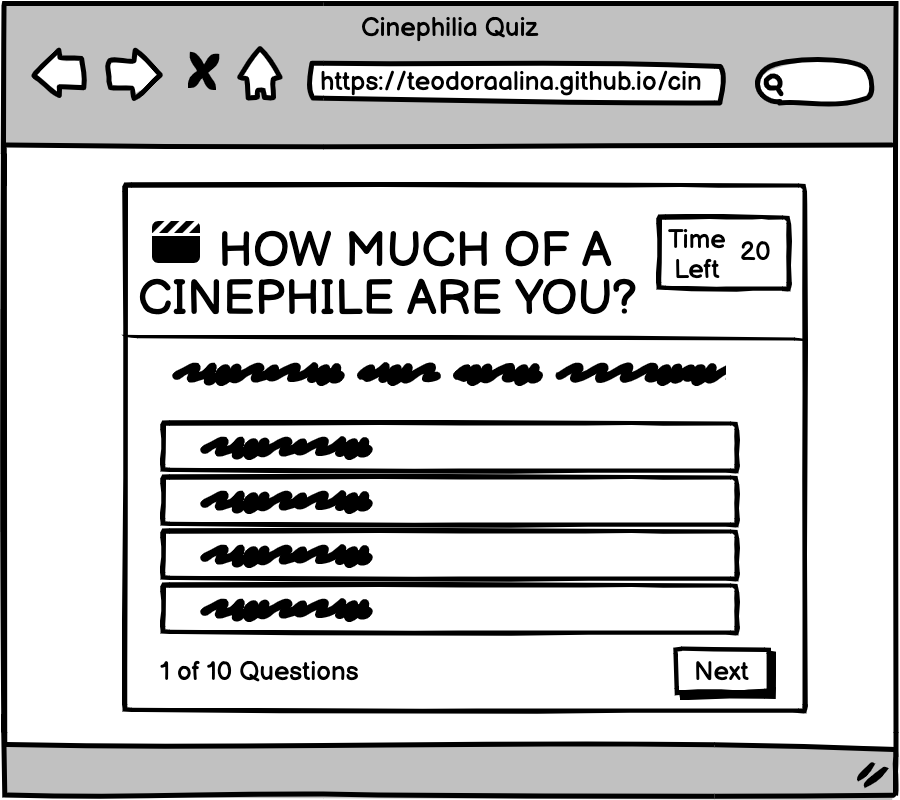 Cinephilia Quiz
https://teodoraalina.github.io/cin
HOW MUCH OF A
CINEPHILE ARE YOU?
Time
Left
20
1 of 10 Questions
Next